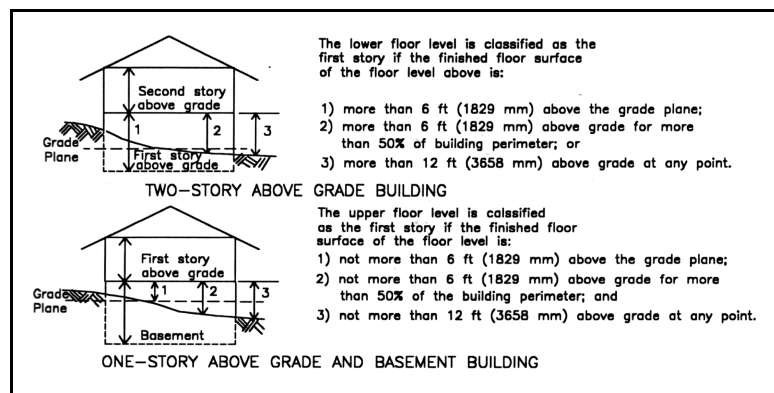 The lower floor level is classified as the
first story if the finished floor surface
of the floor level above is:
1) more than 6 ft (1829 mm) above the grade plane;
2) more than 6 ft (1829 mm) above grade for more
than 50% of building perimeter; or
3) more than 12 ft (3658 mm) above grade at any point.
Second story
above grade
1
2
3
Grade
Plane
First story
above grade
TWO-STORY ABOVE GRADE BUILDING
The upper floor level is calssified
as the first story if the finished floor
surface of the floor level is:
1) not more than 6 ft (1829 mm) above the grade plane;
2) not more than 6 ft (1829 mm) above grade for more
than 50% of the building perimeter; and
3) not more than 12 ft (3658 mm) above grade at any point.
First story
above grade
1
2
3
Grade
Plane
Basement
ONE-STORY ABOVE GRADE AND BASEMENT BUILDING